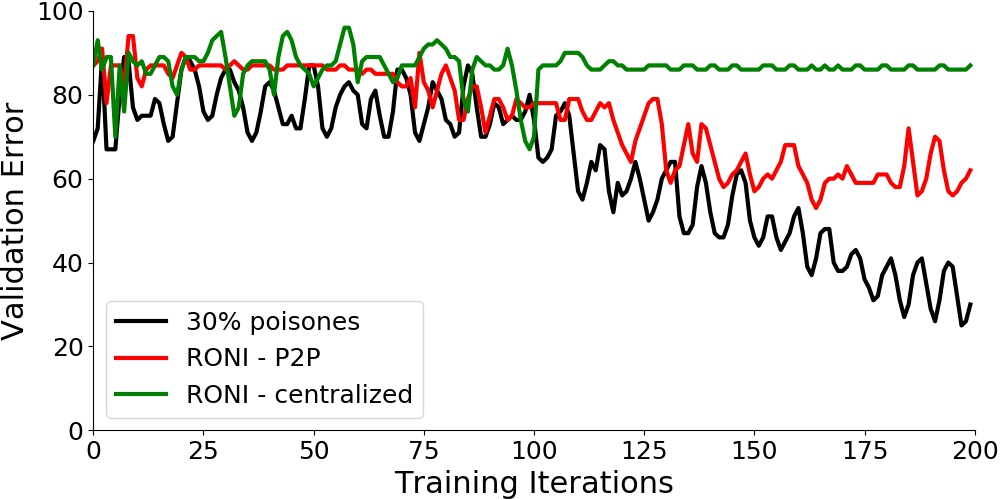 Validation Error
100
80
60
40
20
0
30% poisones
RONI - P2P
RONI - centralized
0 25 50 75 100 125 150 175 200
Training Iterations